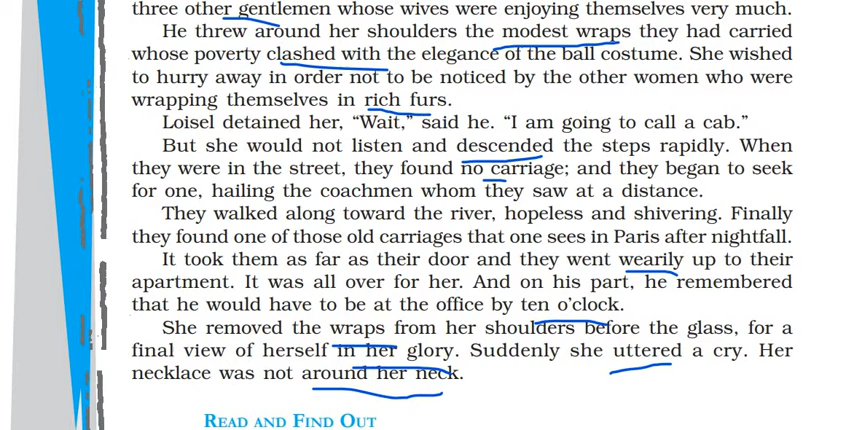 three other gentlemen whose wives were enjoying themselves very much.
He threw around her shoulders the modest wraps they had carried
whose poverty clashed with the elegance of the ball costume. She wished
to hurry away in order not to be noticed by the other women who were
wrapping themselves in rich furs.
Loisel detained her, “Wait,” said he. “I am going to call a cab.”
But she would not listen and descended the steps rapidly. When
they were in the street, they found no carriage; and they began to seek
for one, hailing the coachmen whom they saw at a distance.
They walked along toward the river, hopeless and shivering. Finally
they found one of those old carriages that one sees in Paris after nightfall.
It took them as far as their door and they went wearily up to their
apartment. It was all over for her. And on his part, he remembered
that he would have to be at the office by ten o’clock.
She removed the wraps from her shoulders before the glass, for a
final view of herself in her glory. Suddenly she uttered a cry. Her
necklace was not around her neck.
READ AND FIND OUT